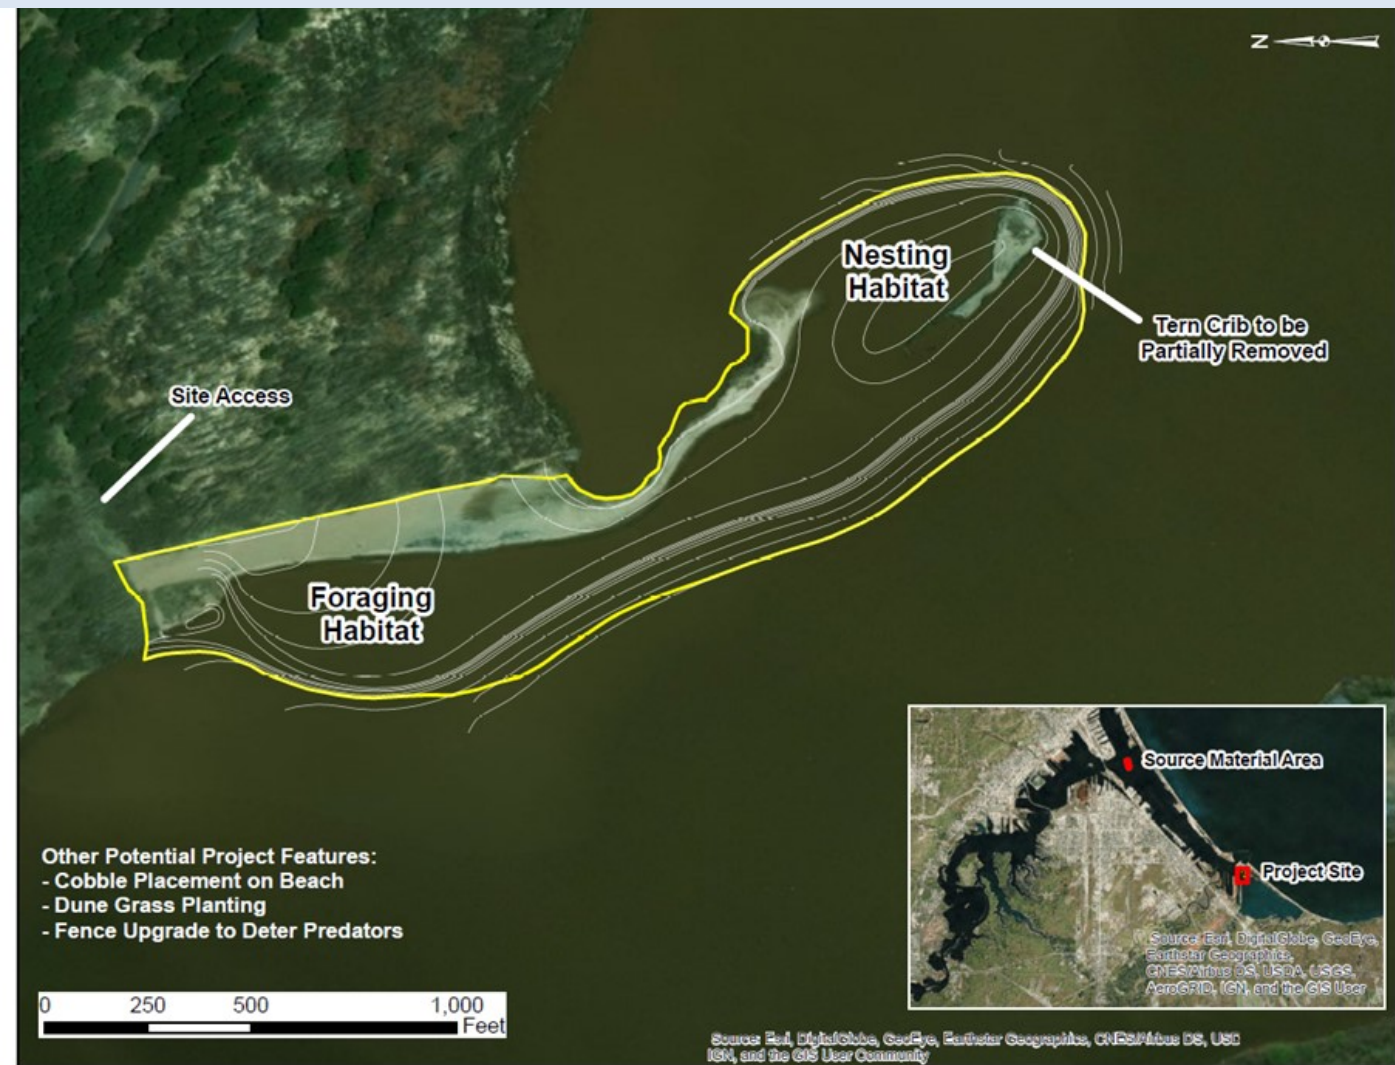 N
Nesting
Habitat
Tern Crib to be
Partially Removed
Site Access
Foraging
Habitat
Source Material Area
Project Site
Source: Esri, DigitalGlobe, GeoEye,
Earthstar Geographics,
CNES/Airbus DS, USDA, USGS,
AeroGRID, IGN, and the GIS User
Other Potential Project Features:
- Cobble Placement on Beach
- Dune Grass Planting
- Fence Upgrade to Deter Predators
0 250 500 1,000
Feet
Source: Esri, DigitalGlobe, GeoEye, Earthstar Geographics, CNES/Airbus DS, USD
IGN, and the GIS User Community